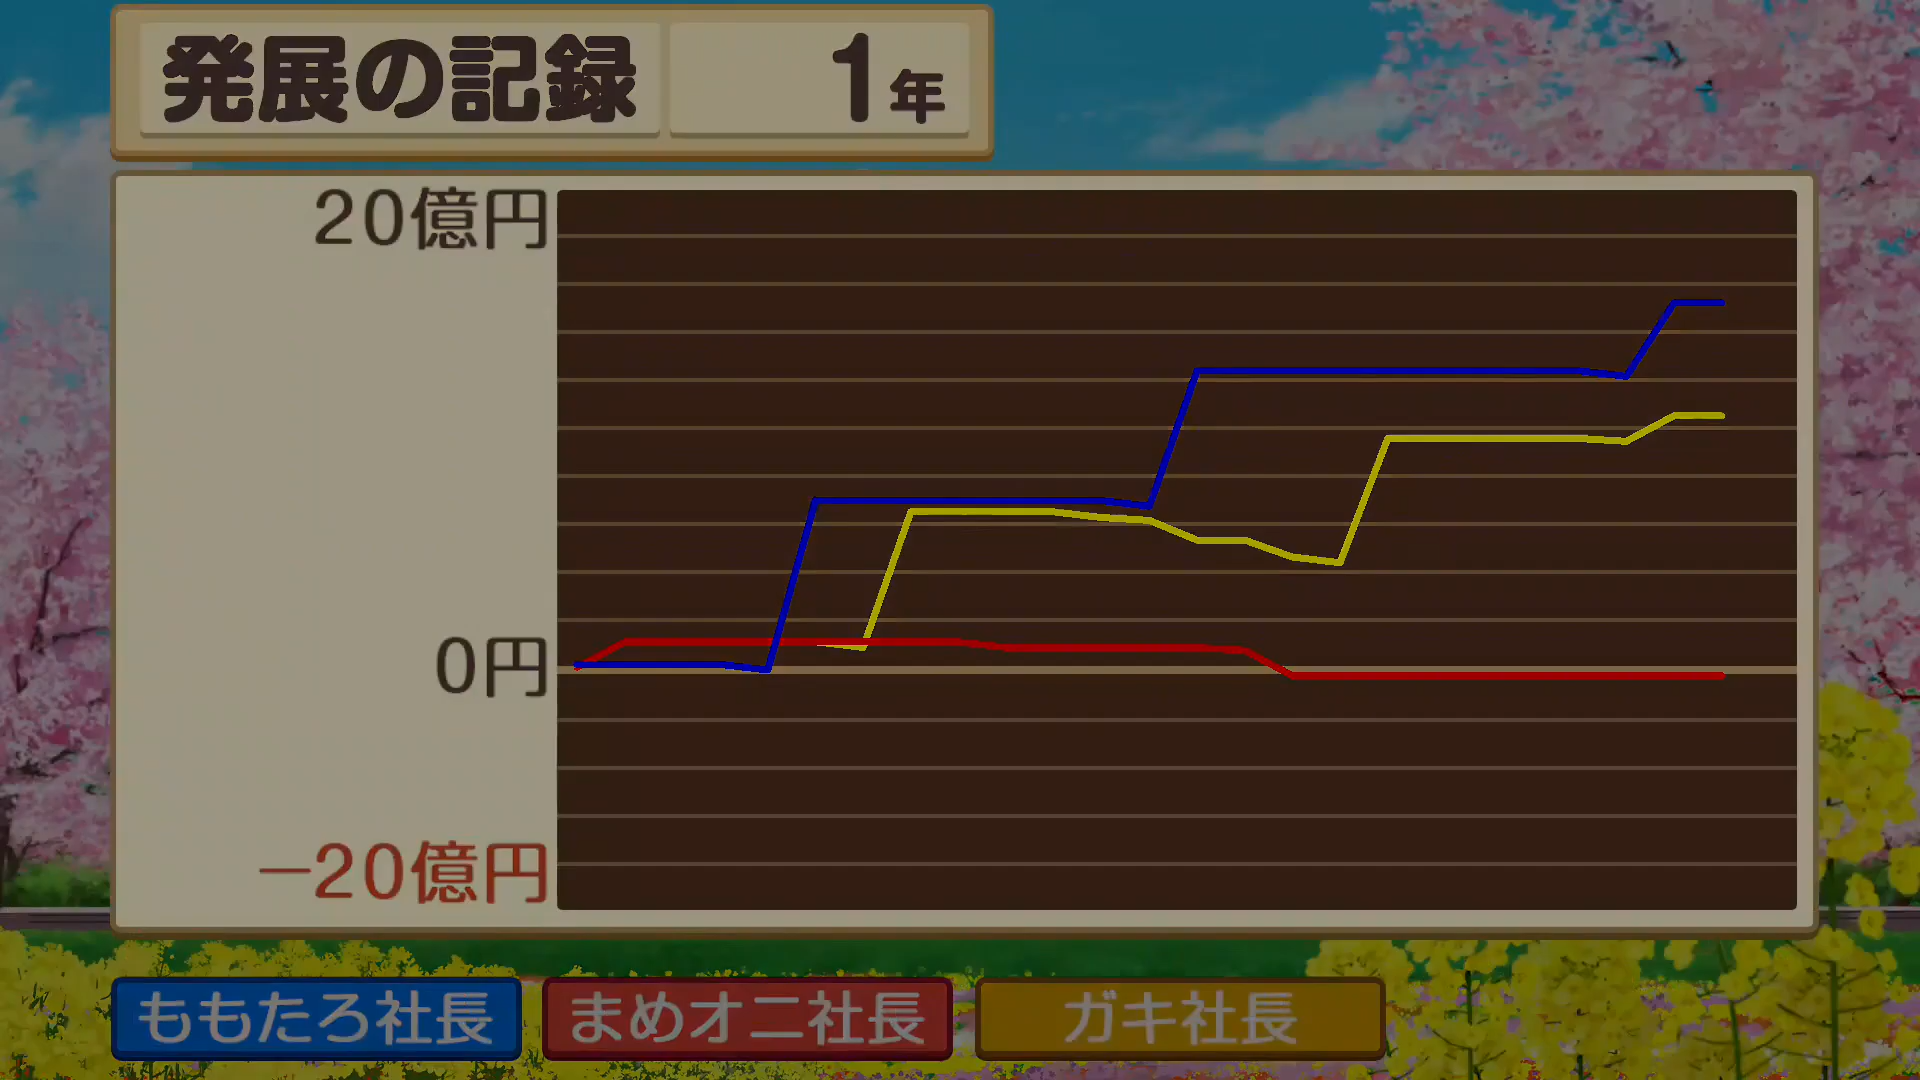 発展の記録 1年
20億円
0円
−20億円
ももたろ社長 まめオニ社長 ガキ社長